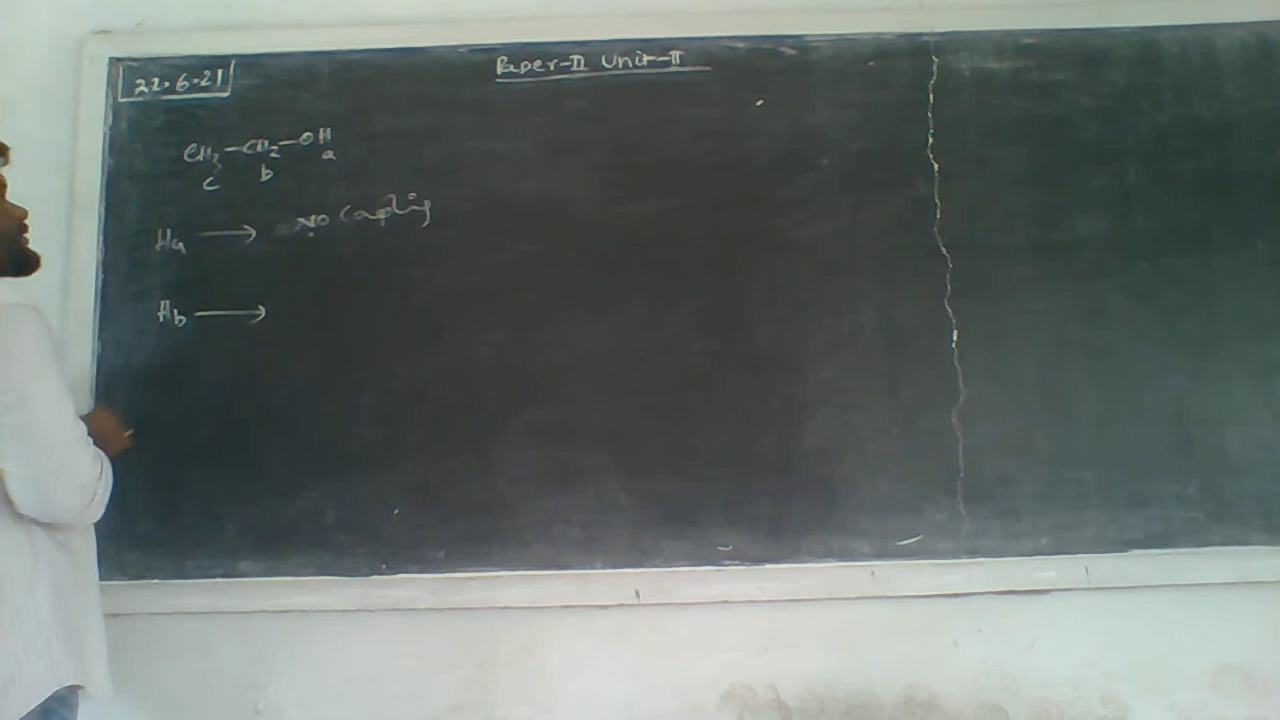 22.6.21
Paper-II Unit-II
CH₃-CH₂-OH
c b a
Ha → No Coupling
Hb →